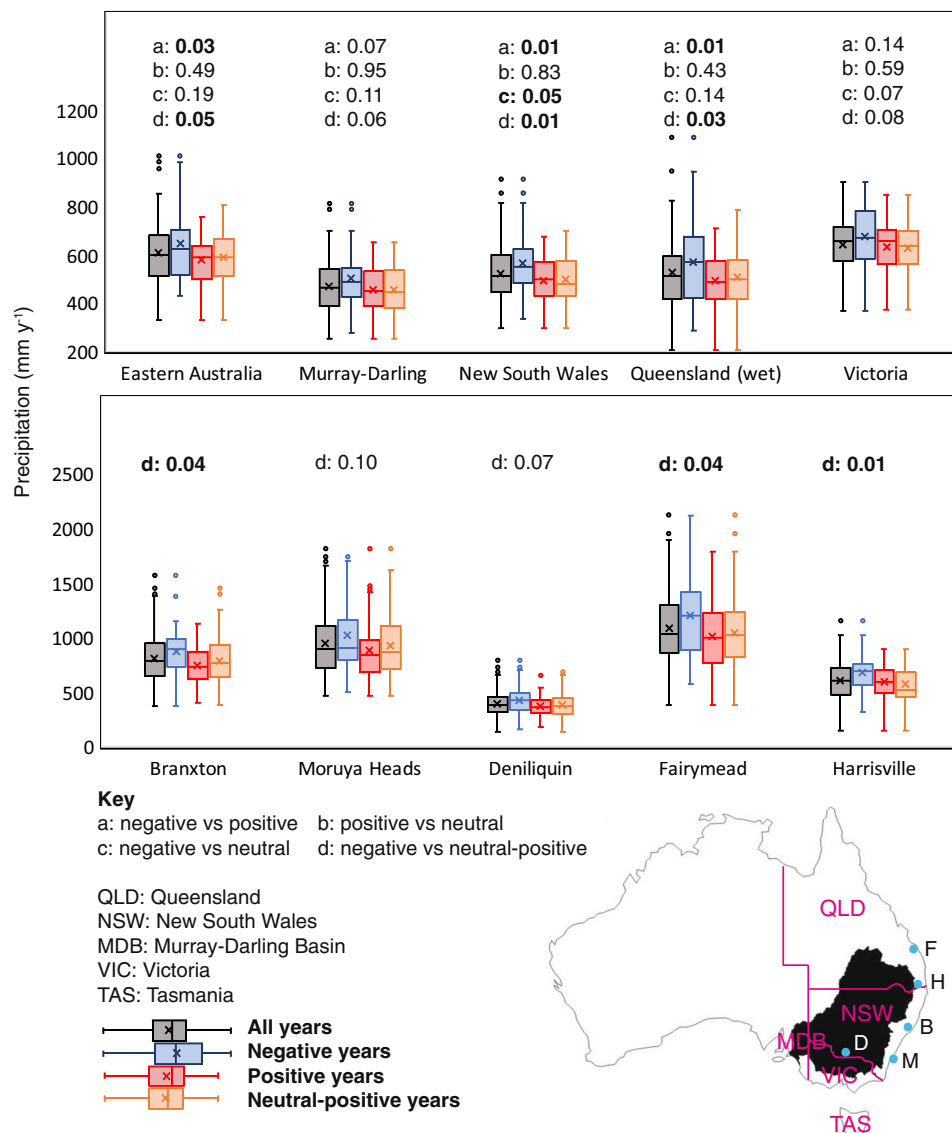 a: 0.03 a: 0.07 a: 0.01 a: 0.01 a: 0.14
b: 0.49 b: 0.95 b: 0.83 b: 0.43 b: 0.59
c: 0.19 c: 0.11 c: 0.05 c: 0.14 c: 0.07
d: 0.05 d: 0.06 d: 0.01 d: 0.03 d: 0.08
1200
1000
800
600
400
200
Eastern Australia Murray-Darling New South Wales Queensland (wet) Victoria
Precipitation (mm y⁻¹)
d: 0.04 d: 0.10 d: 0.07 d: 0.04 d: 0.01
2500
2000
1500
1000
500
0
Branxton Moruya Heads Deniliquin Fairymead Harrisville
Key
a: negative vs positive b: positive vs neutral
c: negative vs neutral d: negative vs neutral-positive
QLD: Queensland
NSW: New South Wales
MDB: Murray-Darling Basin
VIC: Victoria
TAS: Tasmania
All years
Negative years
Positive years
Neutral-positive years
QLD
F
H
NSW
B
MDB D
M
VIC
TAS